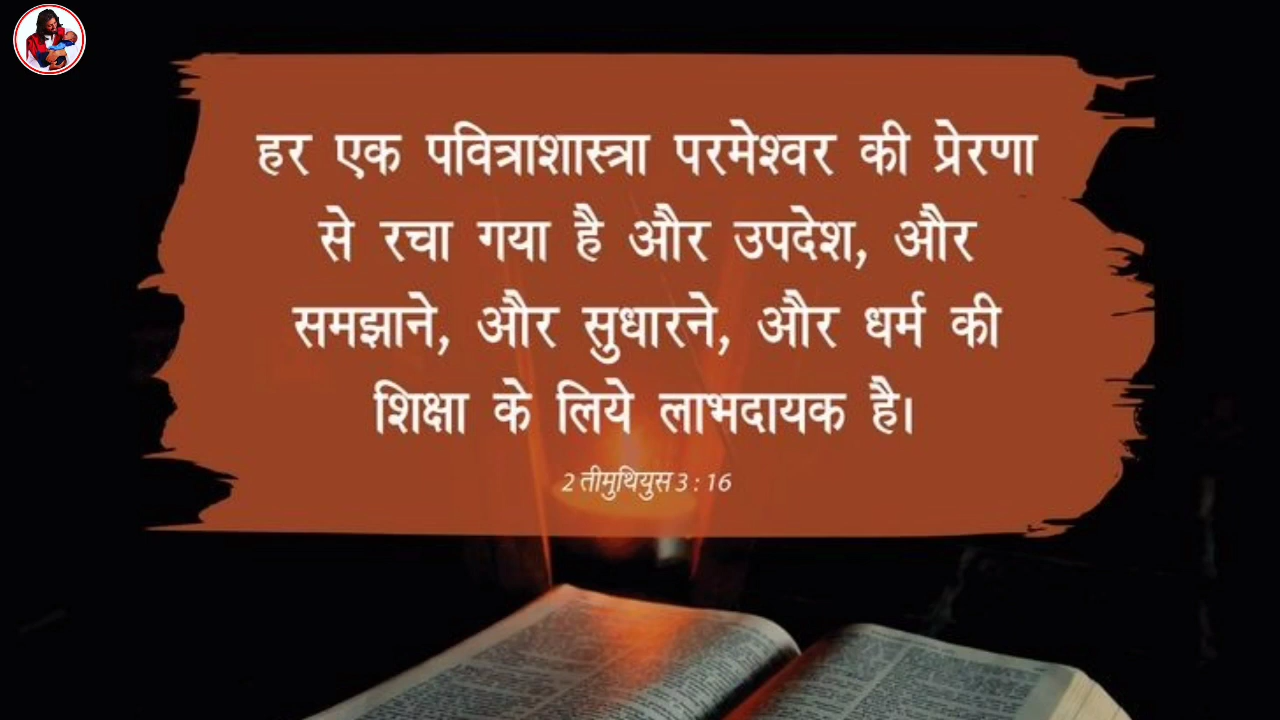 हर एक पवित्राशास्त्रा परमेश्वर की प्रेरणा
से रचा गया है और उपदेश, और
समझाने, और सुधारने, और धर्म की
शिक्षा के लिये लाभदायक है।
2 तीमुथियुस 3 : 16